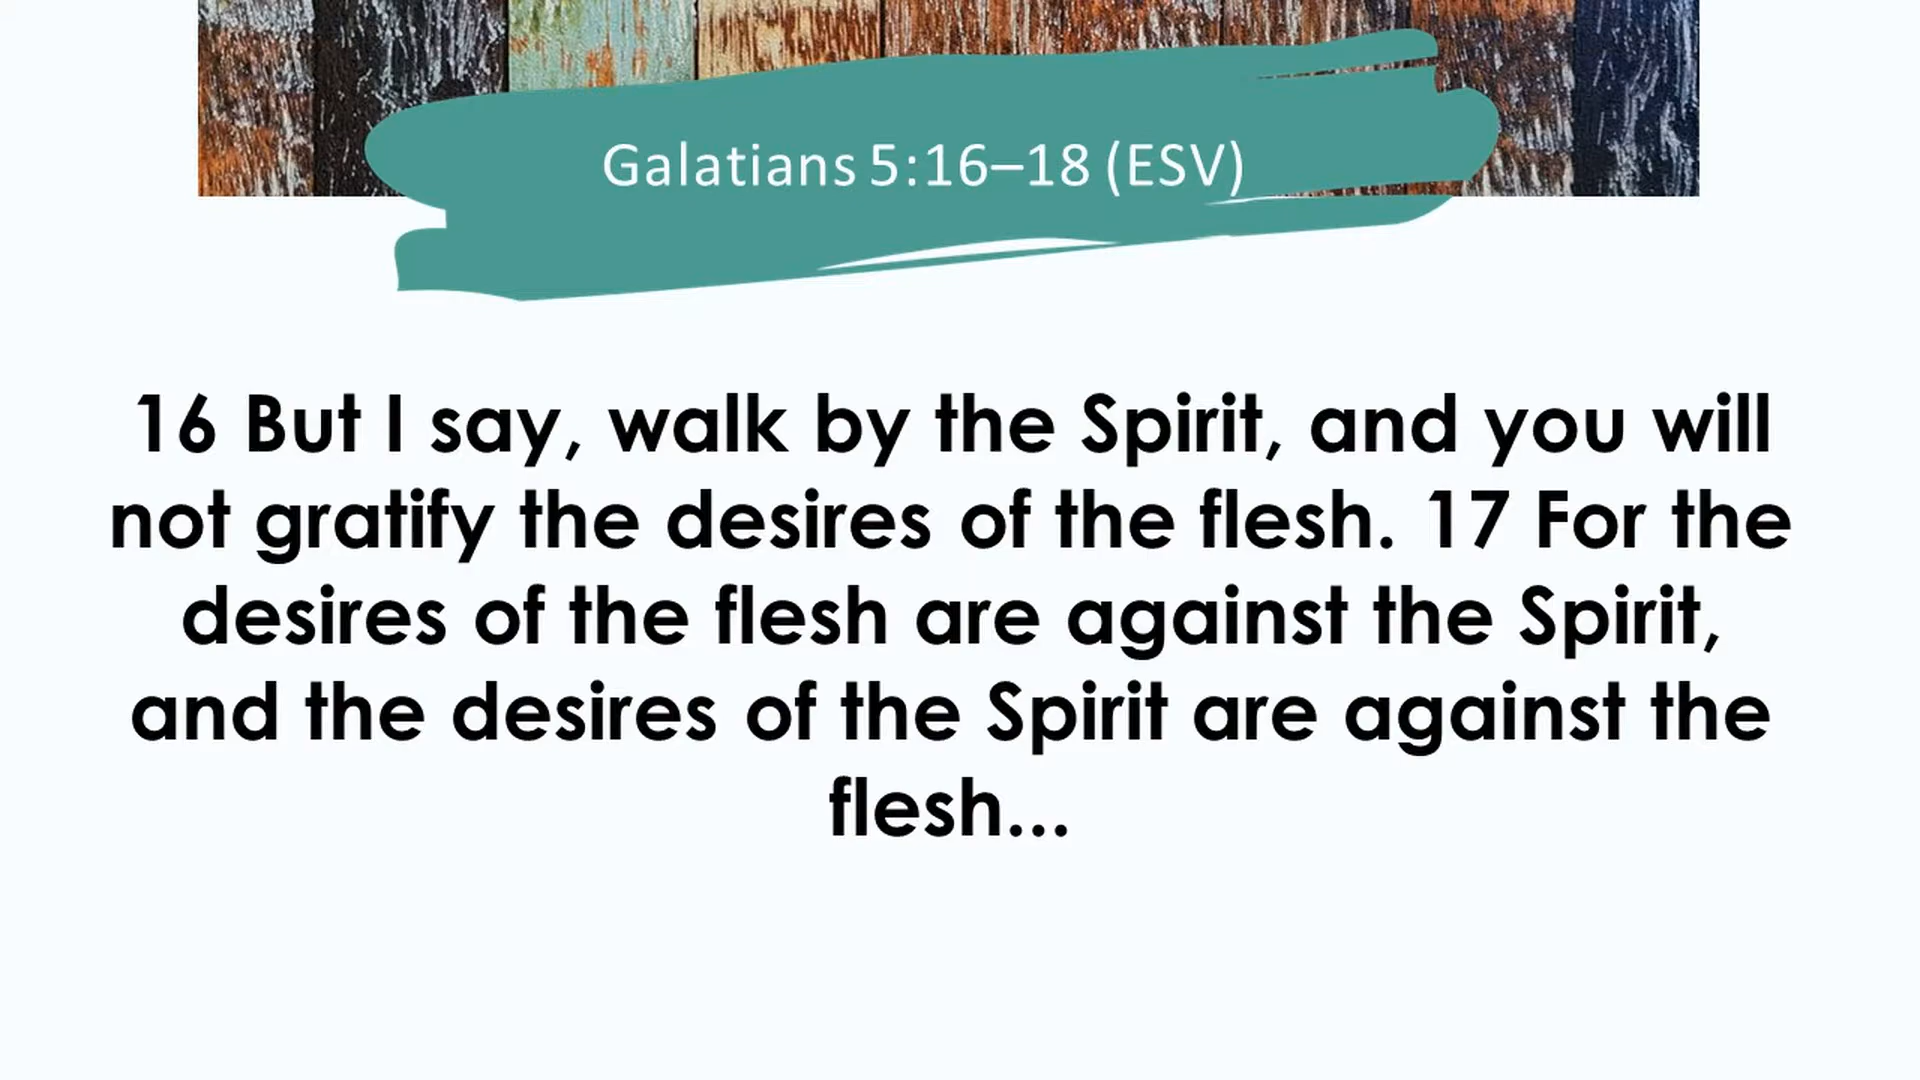 Galatians 5:16–18 (ESV)
16 But I say, walk by the Spirit, and you will
not gratify the desires of the flesh. 17 For the
desires of the flesh are against the Spirit,
and the desires of the Spirit are against the
flesh...